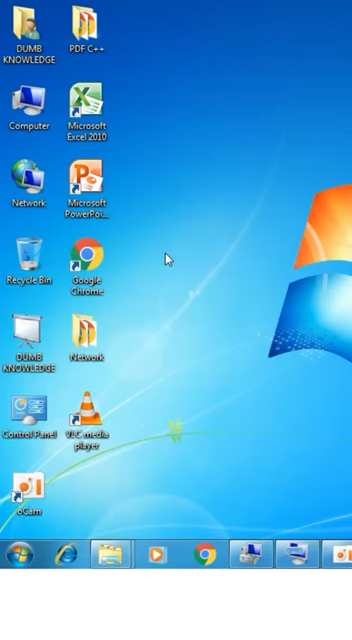 DUMB
KNOWLEDGE
PDF C++
Computer
Microsoft
Excel 2010
Network
Microsoft
PowerPoi...
Recycle Bin
Google
Chrome
DUMB
KNOWLEDGE
Network
Control Panel
VLC media
player
oCam